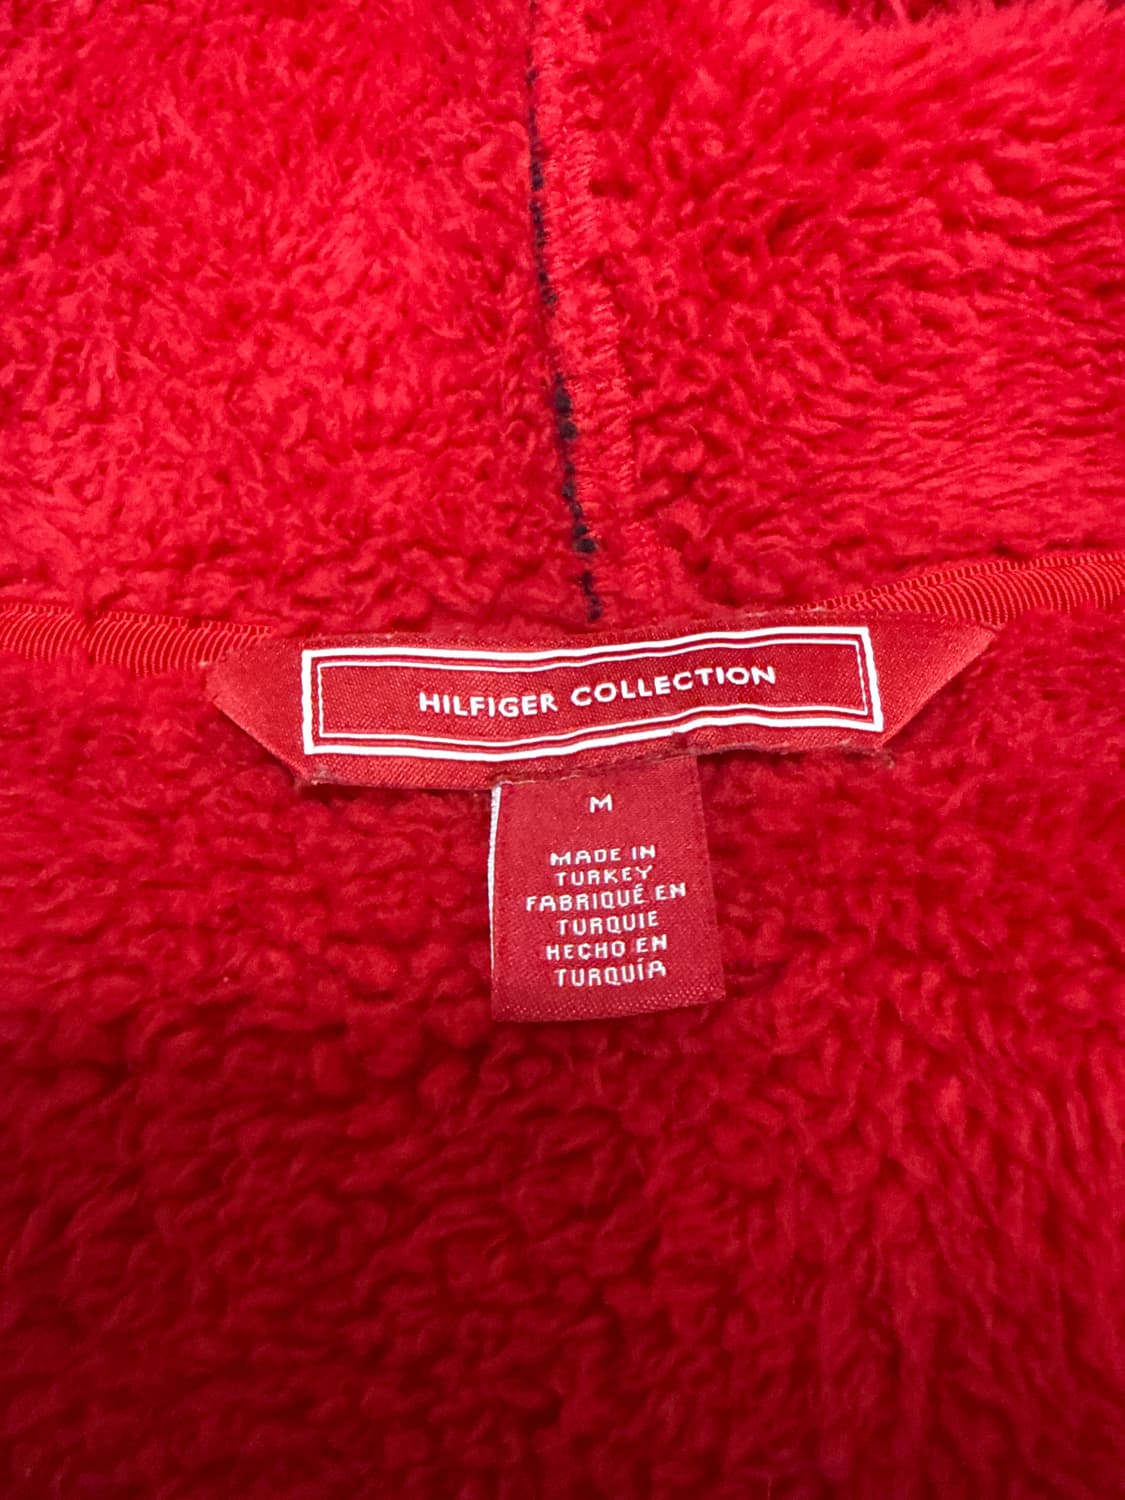 HILFIGER COLLECTION
M
MADE IN
TURKEY
FABRIQUÉ EN
TURQUIE
HECHO EN
TURQUÍA